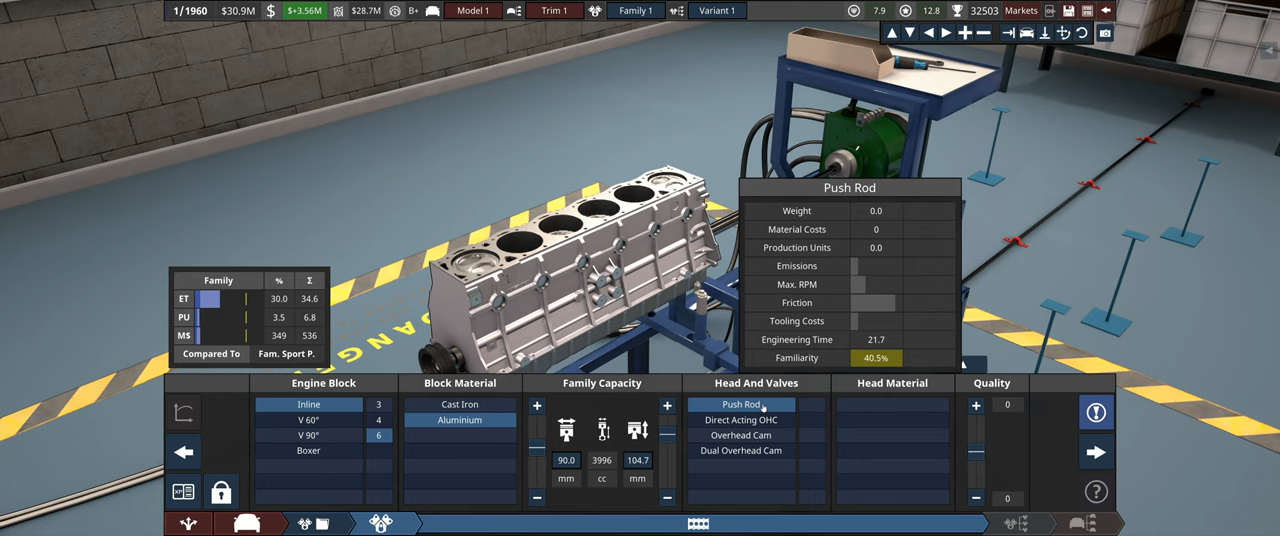 1/1960 $30.9M $ $+3.56M $28.7M B+ Model 1 Trim 1 Family 1 Variant 1 7.9 12.8 32503 Markets
Push Rod
Weight 0.0
Material Costs 0
Production Units 0.0
Emissions
Max. RPM
Friction
Tooling Costs
Engineering Time 21.7
Familiarity 40.5%
Family % Σ
ET 30.0 34.6
PU 3.5 6.8
M$ 349 536
Compared To Fam. Sport P.
Engine Block
Inline 3
V 60° 4
V 90° 6
Boxer
Block Material
Cast Iron
Aluminium
Family Capacity
90.0 3996 104.7
mm cc mm
Head And Valves
Push Rod
Direct Acting OHC
Overhead Cam
Dual Overhead Cam
Head Material
Quality
0
0
XP
?